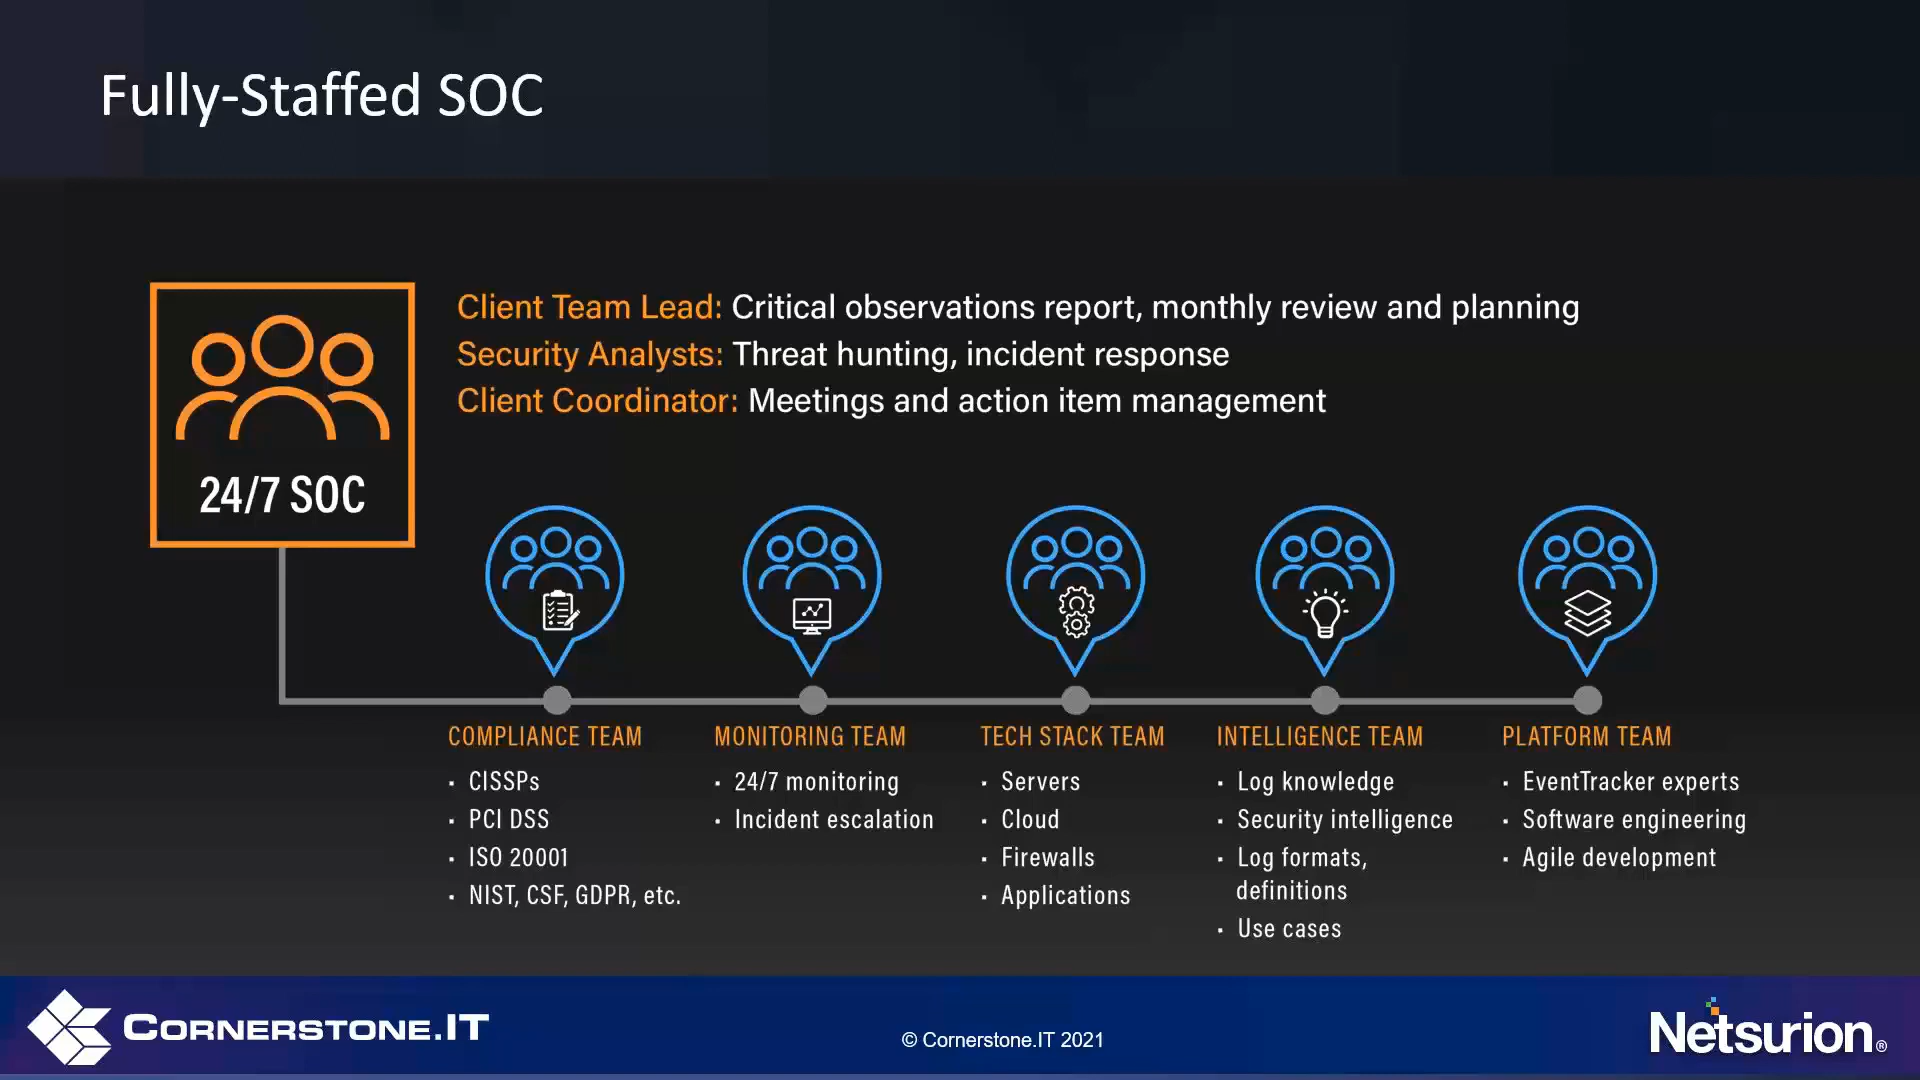 Fully-Staffed SOC
24/7 SOC
Client Team Lead: Critical observations report, monthly review and planning
Security Analysts: Threat hunting, incident response
Client Coordinator: Meetings and action item management
COMPLIANCE TEAM
· CISSPs
· PCI DSS
· ISO 20001
· NIST, CSF, GDPR, etc.
MONITORING TEAM
· 24/7 monitoring
· Incident escalation
TECH STACK TEAM
· Servers
· Cloud
· Firewalls
· Applications
INTELLIGENCE TEAM
· Log knowledge
· Security intelligence
· Log formats,
definitions
· Use cases
PLATFORM TEAM
· EventTracker experts
· Software engineering
· Agile development
CORNERSTONE.IT
© Cornerstone.IT 2021
Netsurion®